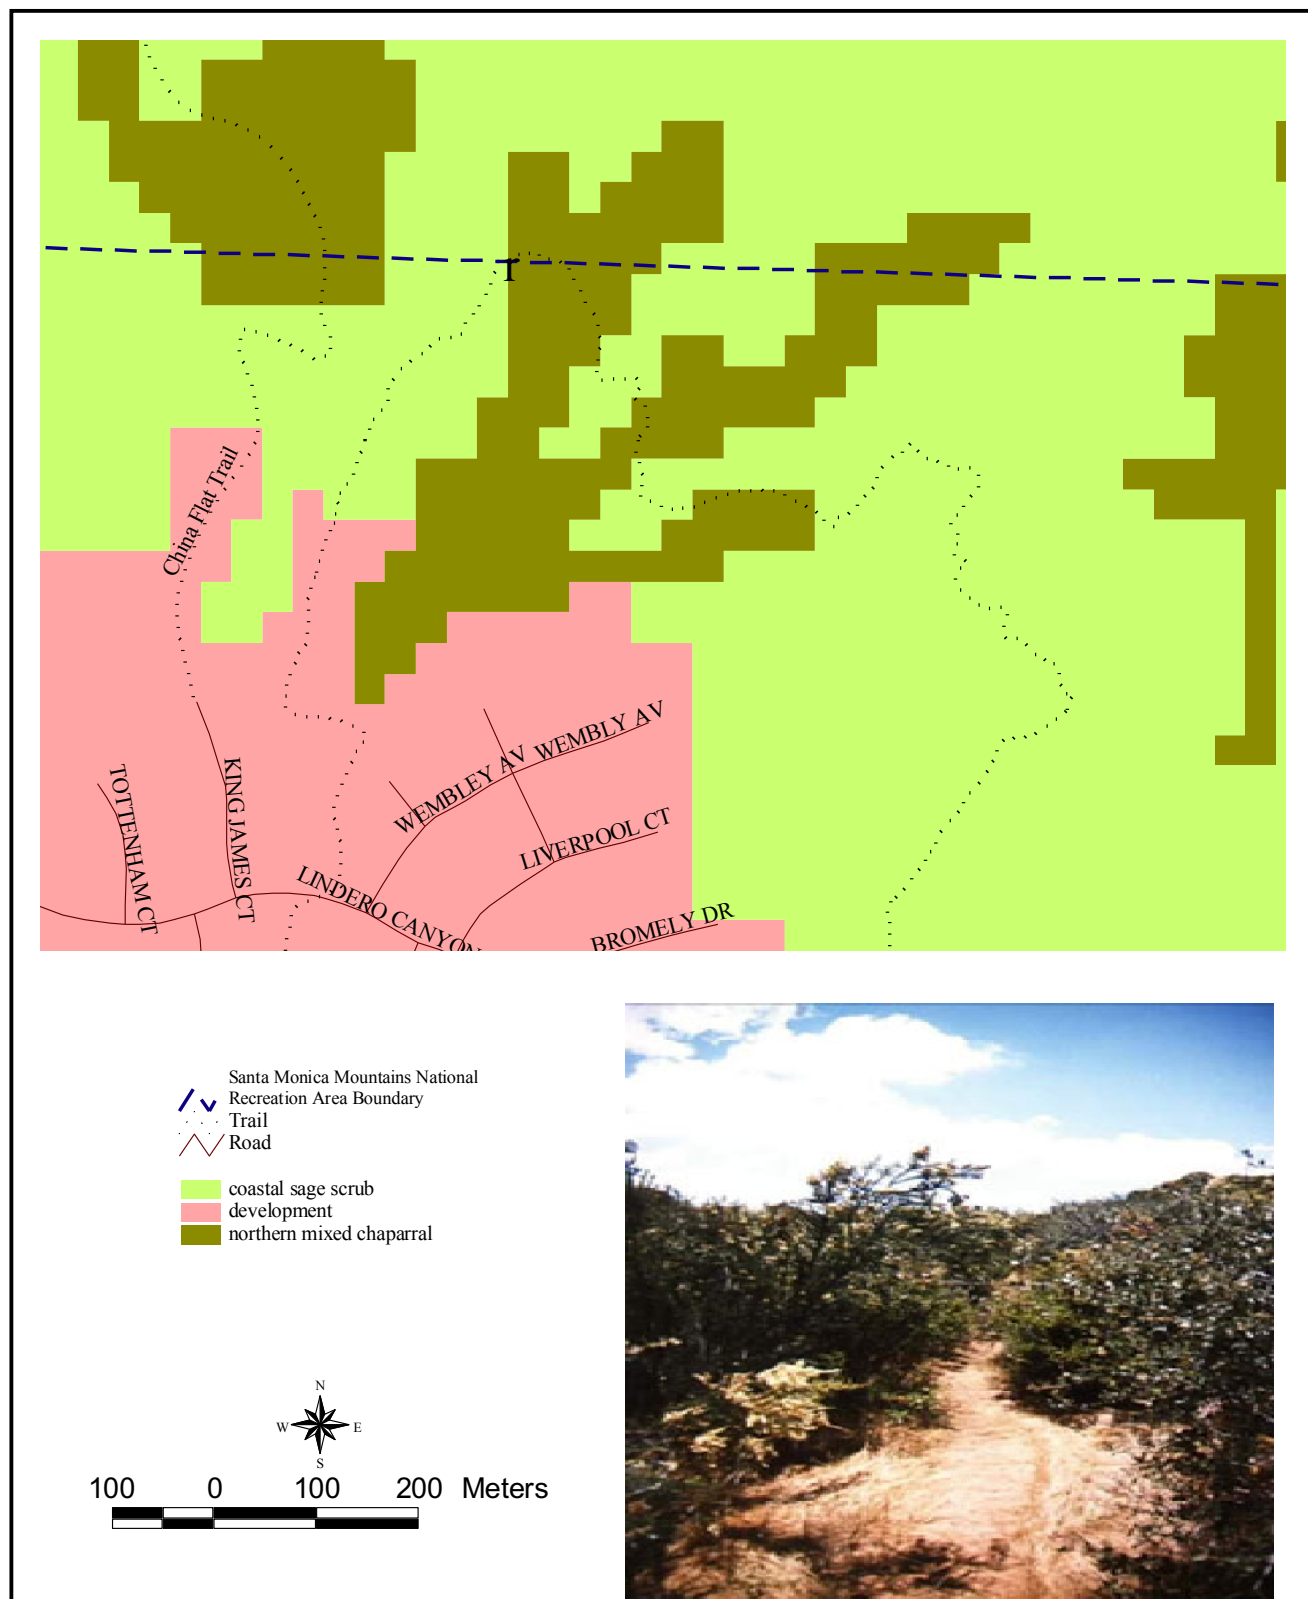 I
China Flat Trail
WEMBLEY AV
WEMBLY AV
TOTTENHAM CT
KING JAMES CT
LIVERPOOL CT
LINDERO CANYON
BROMELY DR
Santa Monica Mountains National
Recreation Area Boundary
Trail
Road
coastal sage scrub
development
northern mixed chaparral
N
W E
S
100 0 100 200 Meters